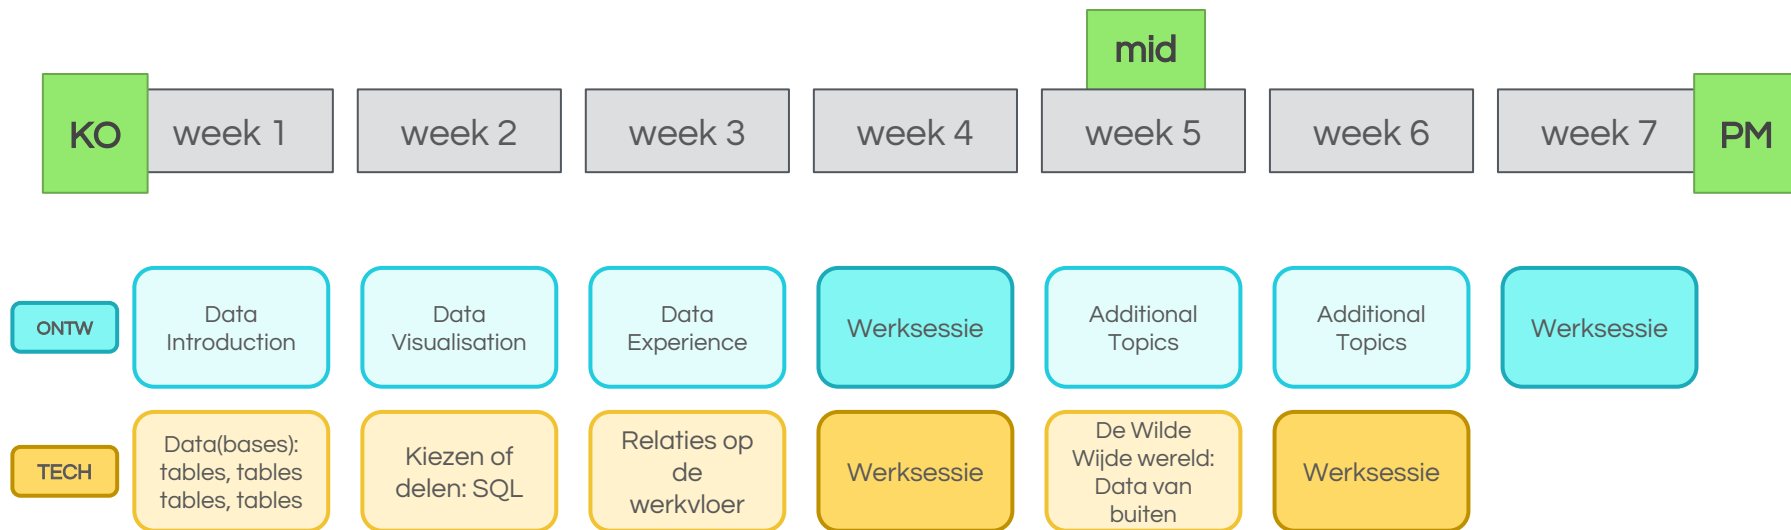 mid
KO
week 1
week 2
week 3
week 4
week 5
week 6
week 7
PM
ONTW
Data
Introduction
Data
Visualisation
Data
Experience
Werksessie
Additional
Topics
Additional
Topics
Werksessie
TECH
Data(bases):
tables, tables
tables, tables
Kiezen of
delen: SQL
Relaties op
de
werkvloer
Werksessie
De Wilde
Wijde wereld:
Data van
buiten
Werksessie